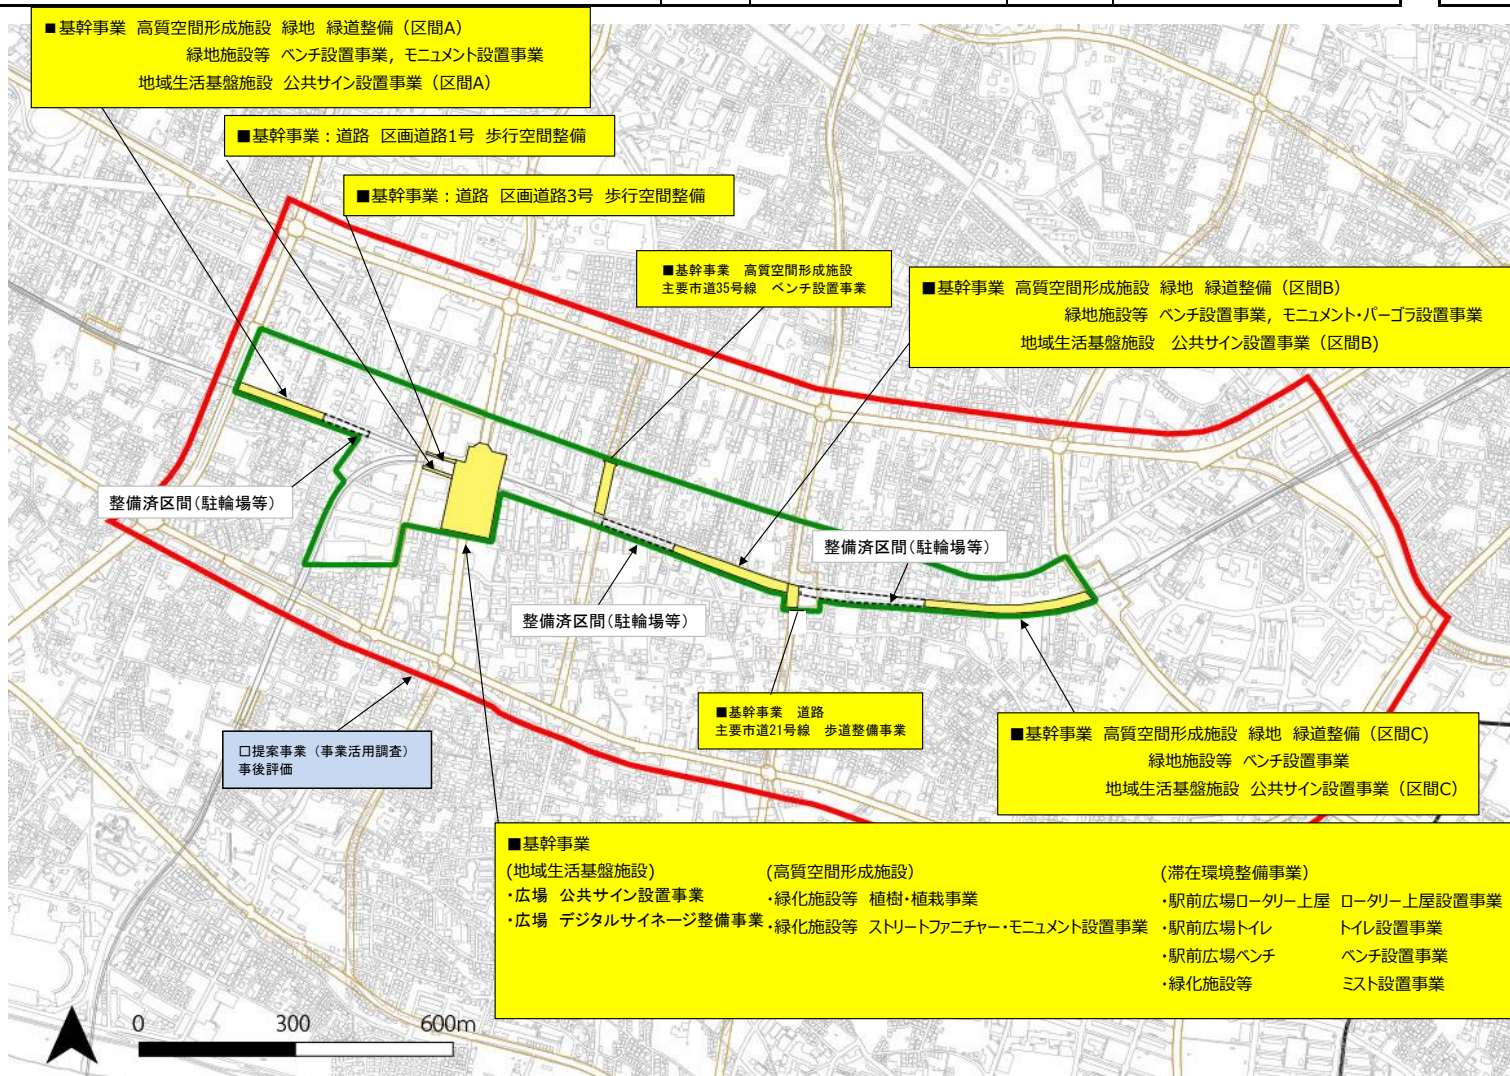 ■基幹事業 高質空間形成施設 緑地 緑道整備（区間A）
緑地施設等 ベンチ設置事業，モニュメント設置事業
地域生活基盤施設 公共サイン設置事業（区間A）
■基幹事業：道路 区画道路1号 歩行空間整備
■基幹事業：道路 区画道路3号 歩行空間整備
■基幹事業 高質空間形成施設
主要市道35号線 ベンチ設置事業
■基幹事業 高質空間形成施設 緑地 緑道整備（区間B）
緑地施設等 ベンチ設置事業，モニュメント・パーゴラ設置事業
地域生活基盤施設 公共サイン設置事業（区間B）
整備済区間（駐輪場等）
整備済区間（駐輪場等）
整備済区間（駐輪場等）
■基幹事業 道路
主要市道21号線 歩道整備事業
■基幹事業 高質空間形成施設 緑地 緑道整備（区間C）
緑地施設等 ベンチ設置事業
地域生活基盤施設 公共サイン設置事業（区間C）
口提案事業（事業活用調査）
事後評価
■基幹事業
(地域生活基盤施設)
・広場 公共サイン設置事業
・広場 デジタルサイネージ整備事業
(高質空間形成施設)
・緑化施設等 植樹・植栽事業
・緑化施設等 ストリートファニチャー・モニュメント設置事業
(滞在環境整備事業)
・駅前広場ロータリー上屋 ロータリー上屋設置事業
・駅前広場トイレ トイレ設置事業
・駅前広場ベンチ ベンチ設置事業
・緑化施設等 ミスト設置事業
0 300 600m